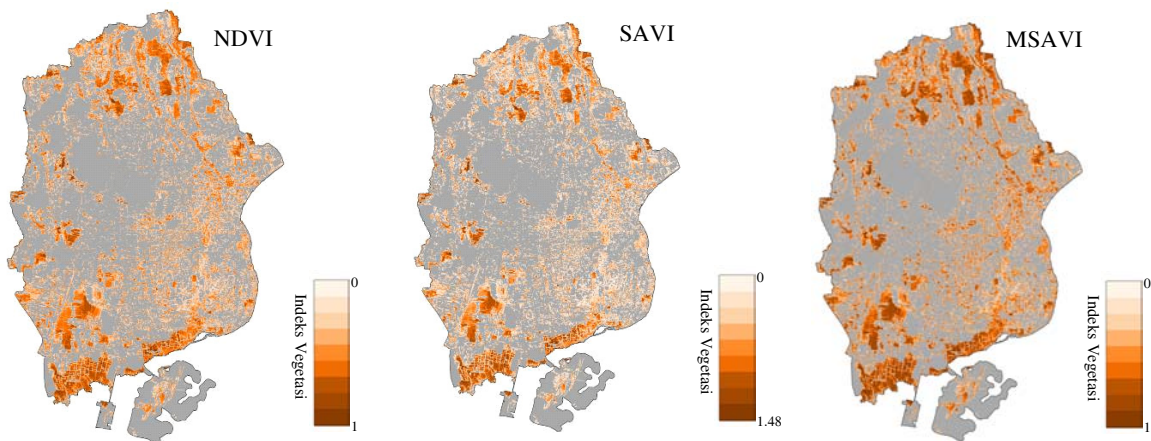 NDVI
0
Indeks Vegetasi
1
SAVI
0
Indeks Vegetasi
1.48
MSAVI
0
Indeks Vegetasi
1